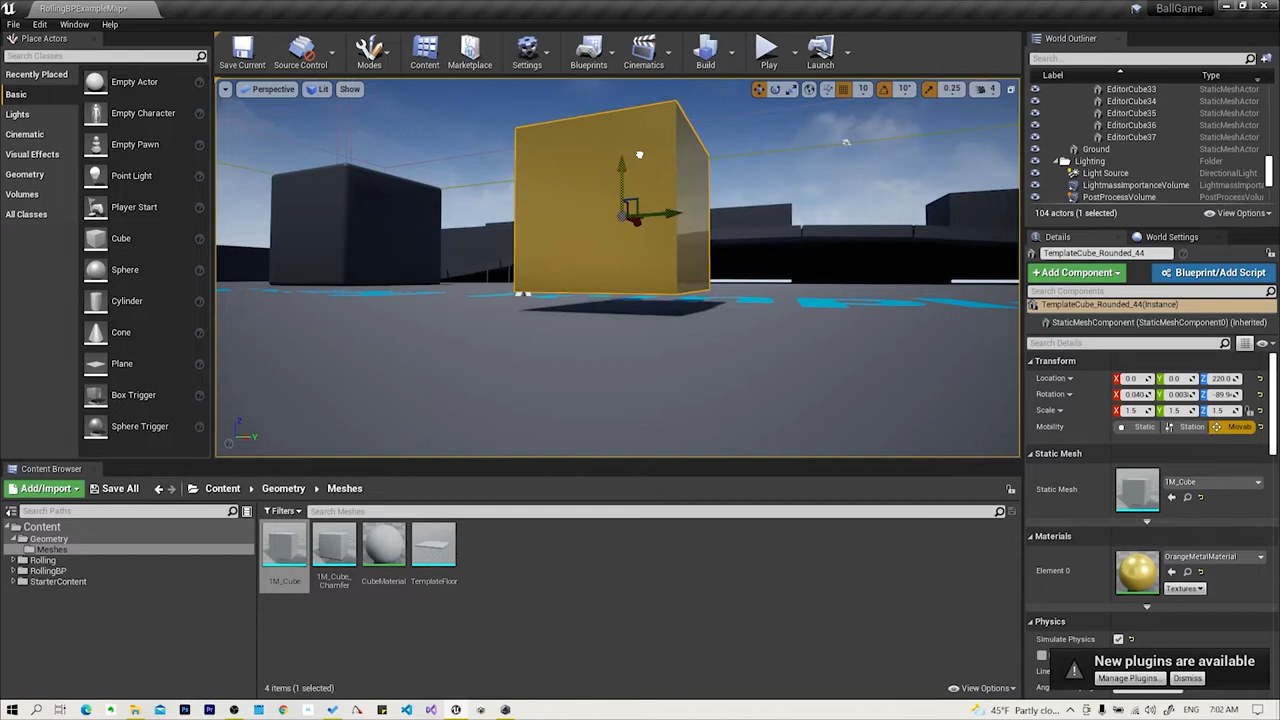 RollingBPExampleMap*
BallGame
File Edit Window Help
Place Actors
Search Classes
Recently Placed
Basic
Lights
Cinematic
Visual Effects
Geometry
Volumes
All Classes
Empty Actor
Empty Character
Empty Pawn
Point Light
Player Start
Cube
Sphere
Cylinder
Cone
Plane
Box Trigger
Sphere Trigger
Save Current
Source Control
Modes
Content
Marketplace
Settings
Blueprints
Cinematics
Build
Play
Launch
Perspective
Lit
Show
10
10°
0.25
4
Z
Y
World Outliner
Search...
Label Type
EditorCube33 StaticMeshActor
EditorCube34 StaticMeshActor
EditorCube35 StaticMeshActor
EditorCube36 StaticMeshActor
EditorCube37 StaticMeshActor
Ground StaticMeshActor
Lighting Folder
Light Source DirectionalLight
LightmassImportanceVolume LightmassImporta
PostProcessVolume PostProcessVolu
104 actors (1 selected) View Options
Details
World Settings
TemplateCube_Rounded_44
+Add Component
Blueprint/Add Script
Search Components
TemplateCube_Rounded_44(Instance)
StaticMeshComponent (StaticMeshComponent0) (Inherited)
Search Details
Transform
Location X 0.0 Y 0.0 Z 220.0
Rotation X 0.040 Y 0.003 Z -89.9
Scale X 1.5 Y 1.5 Z 1.5
Mobility Static Station Movab
Static Mesh
Static Mesh 1M_Cube
Materials
Element 0 OrangeMetalMaterial
Textures
Physics
Simulate Physics
Line
Ang
New plugins are available
Manage Plugins...
Dismiss
Content Browser
Add/Import
Save All
Content
Geometry
Meshes
Search Paths
Filters
Search Meshes
Content
Geometry
Meshes
Rolling
RollingBP
StarterContent
1M_Cube
1M_Cube_
Chamfer
CubeMaterial
TemplateFloor
4 items (1 selected)
View Options
45°F Partly clo...
7:02 AM